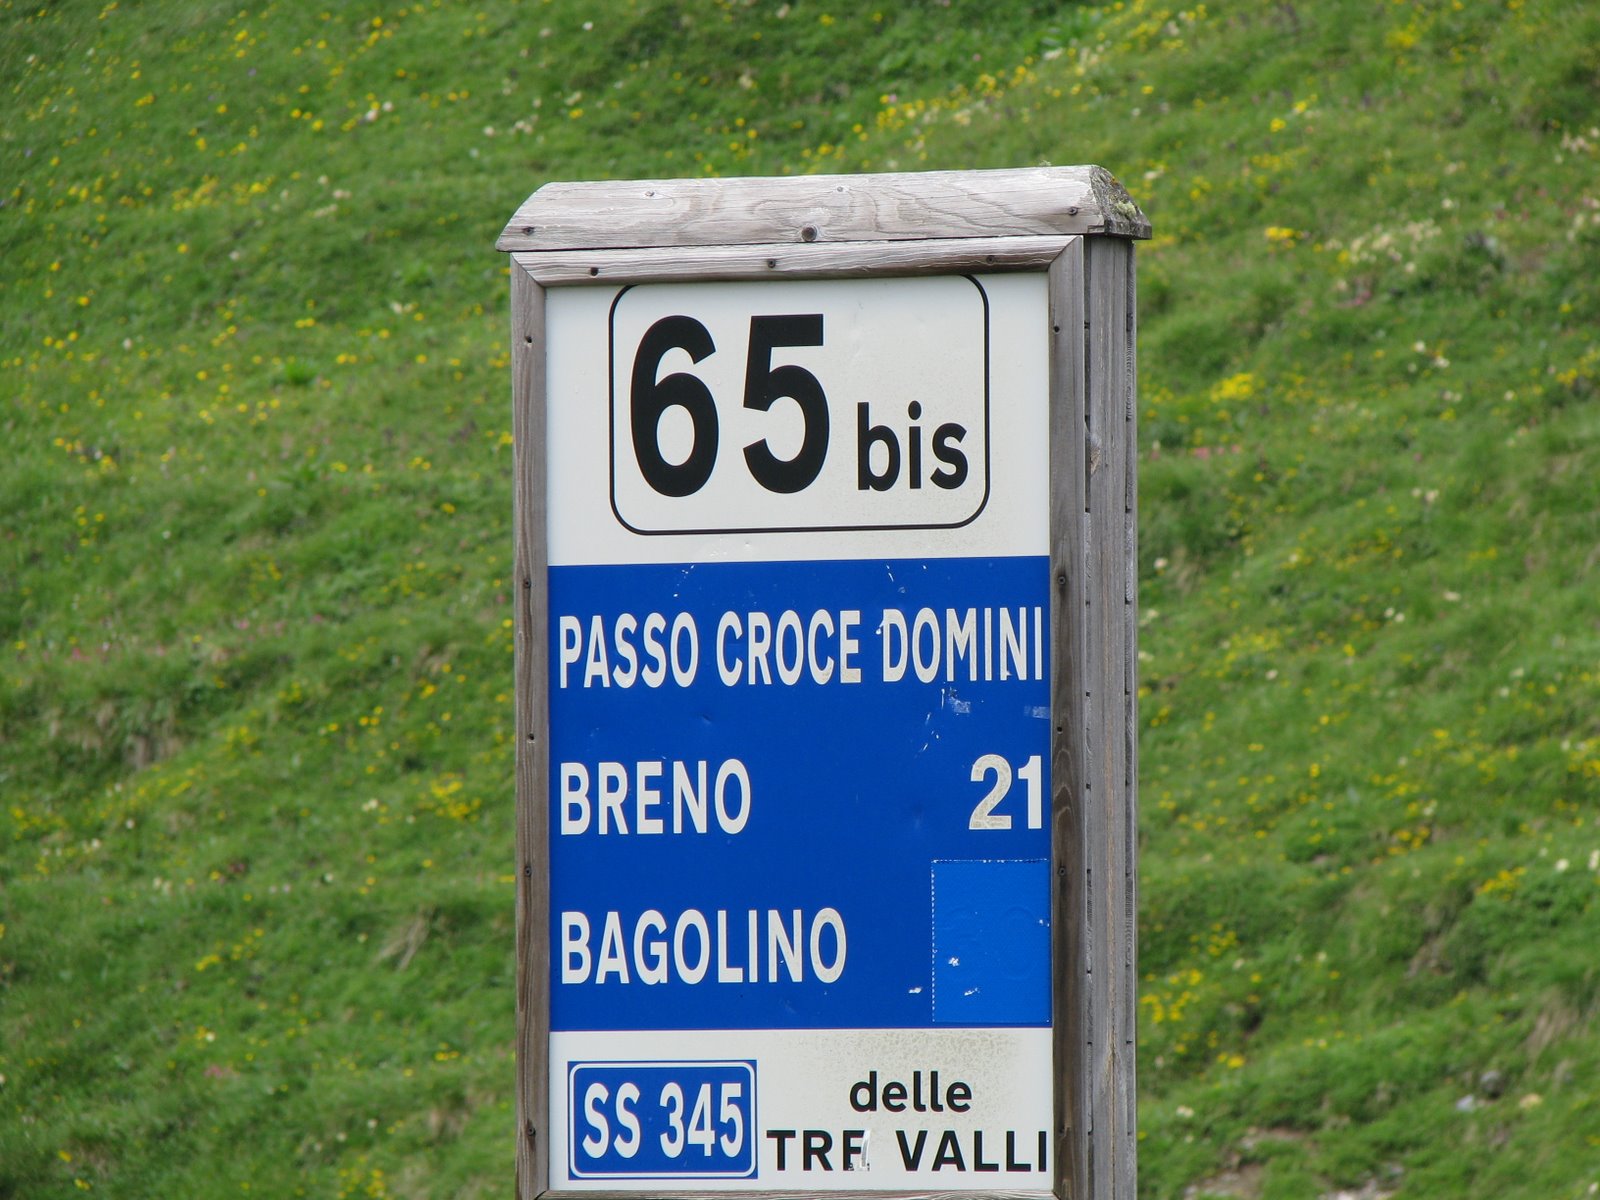 65 bis
PASSO CROCE DOMINI
BRENO 21
BAGOLINO
SS 345 delle
TRE VALLI